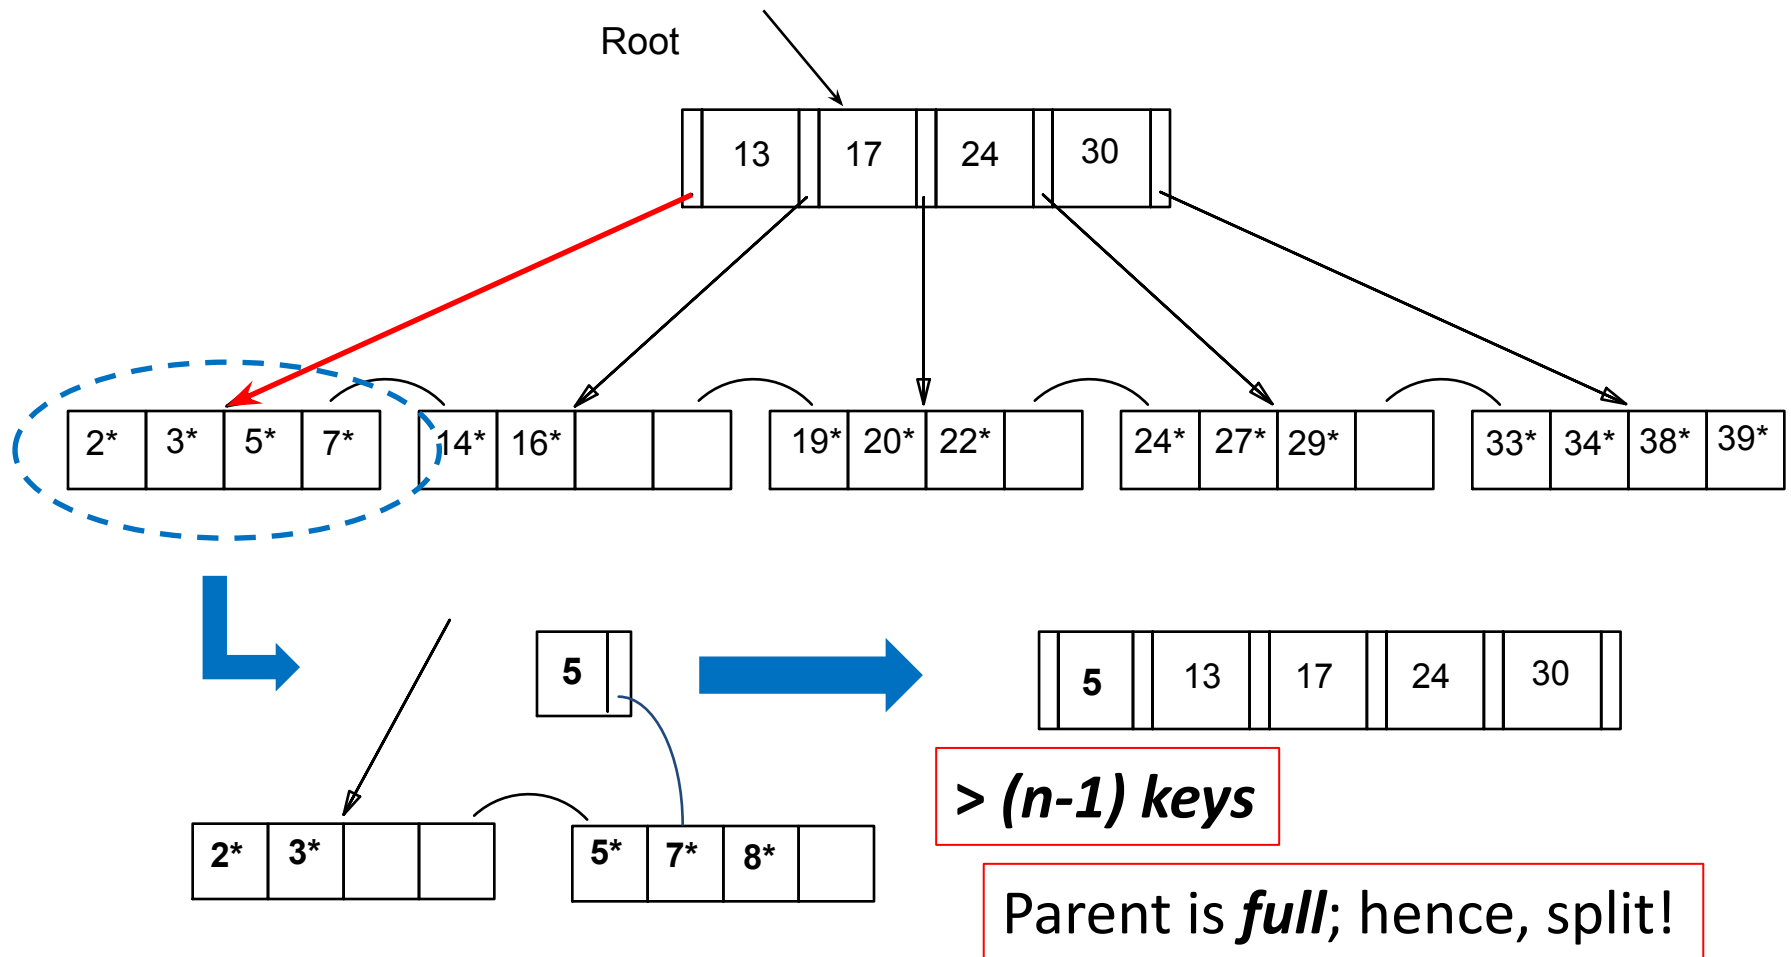 Root
13 17 24 30
2* 3* 5* 7* 14* 16* 19* 20* 22* 24* 27* 29* 33* 34* 38* 39*
5
5 13 17 24 30
> (n-1) keys
2* 3* 5* 7* 8*
Parent is full; hence, split!